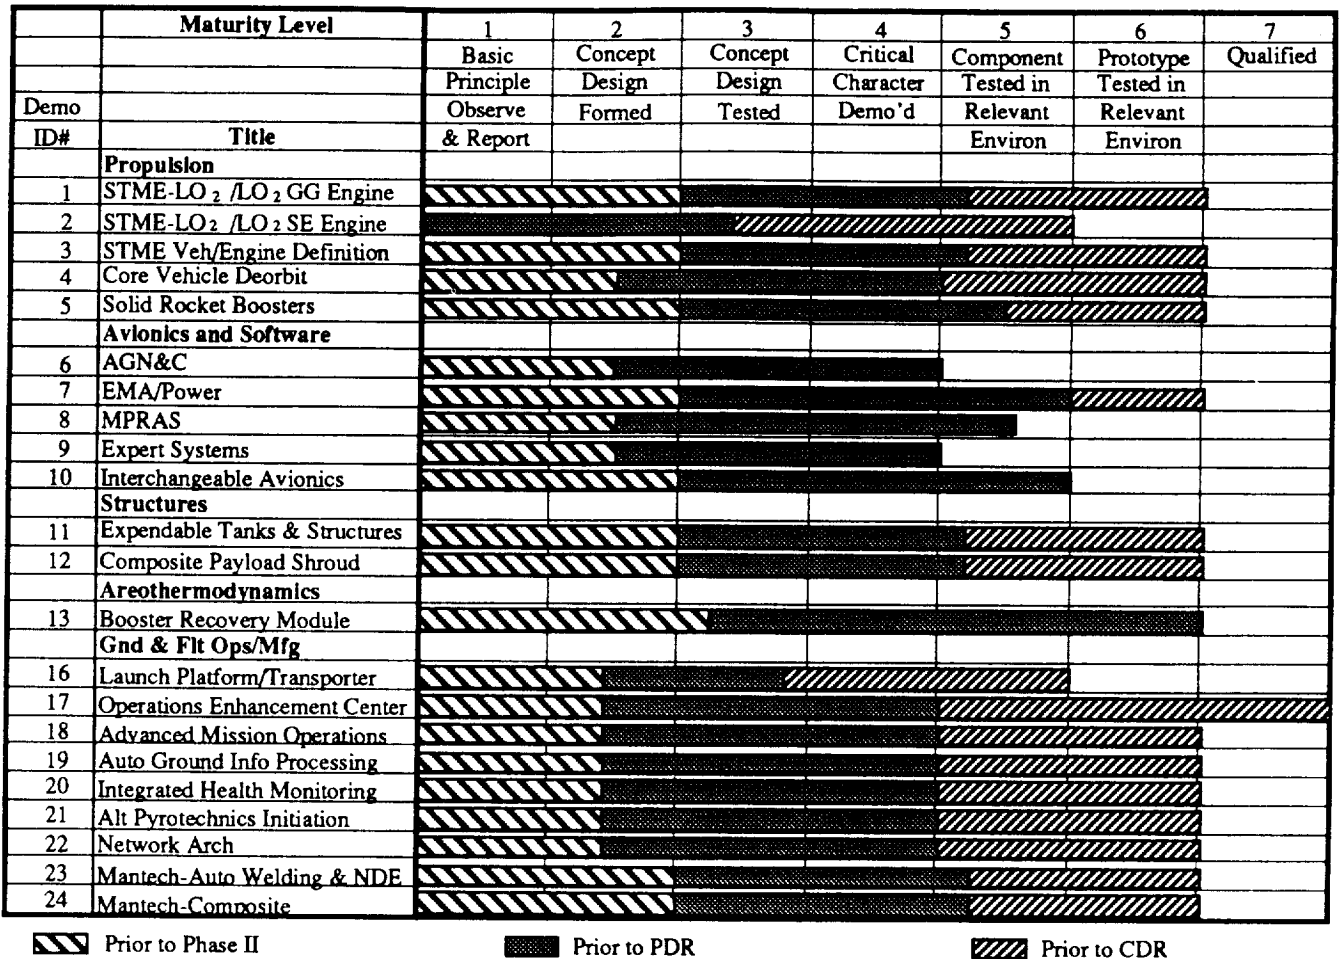 Maturity Level 1 2 3 4 5 6 7
Basic Concept Concept Critical Component Prototype Qualified
Principle Design Design Character Tested in Tested in
Demo Observe Formed Tested Demo'd Relevant Relevant
ID# Title & Report Environ Environ
Propulsion
1 STME-LO2 /LO2 GG Engine
2 STME-LO2 /LO2 SE Engine
3 STME Veh/Engine Definition
4 Core Vehicle Deorbit
5 Solid Rocket Boosters
Avionics and Software
6 AGN&C
7 EMA/Power
8 MPRAS
9 Expert Systems
10 Interchangeable Avionics
Structures
11 Expendable Tanks & Structures
12 Composite Payload Shroud
Areothermodynamics
13 Booster Recovery Module
Gnd & Flt Ops/Mfg
16 Launch Platform/Transporter
17 Operations Enhancement Center
18 Advanced Mission Operations
19 Auto Ground Info Processing
20 Integrated Health Monitoring
21 Alt Pyrotechnics Initiation
22 Network Arch
23 Mantech-Auto Welding & NDE
24 Mantech-Composite
Prior to Phase II Prior to PDR Prior to CDR